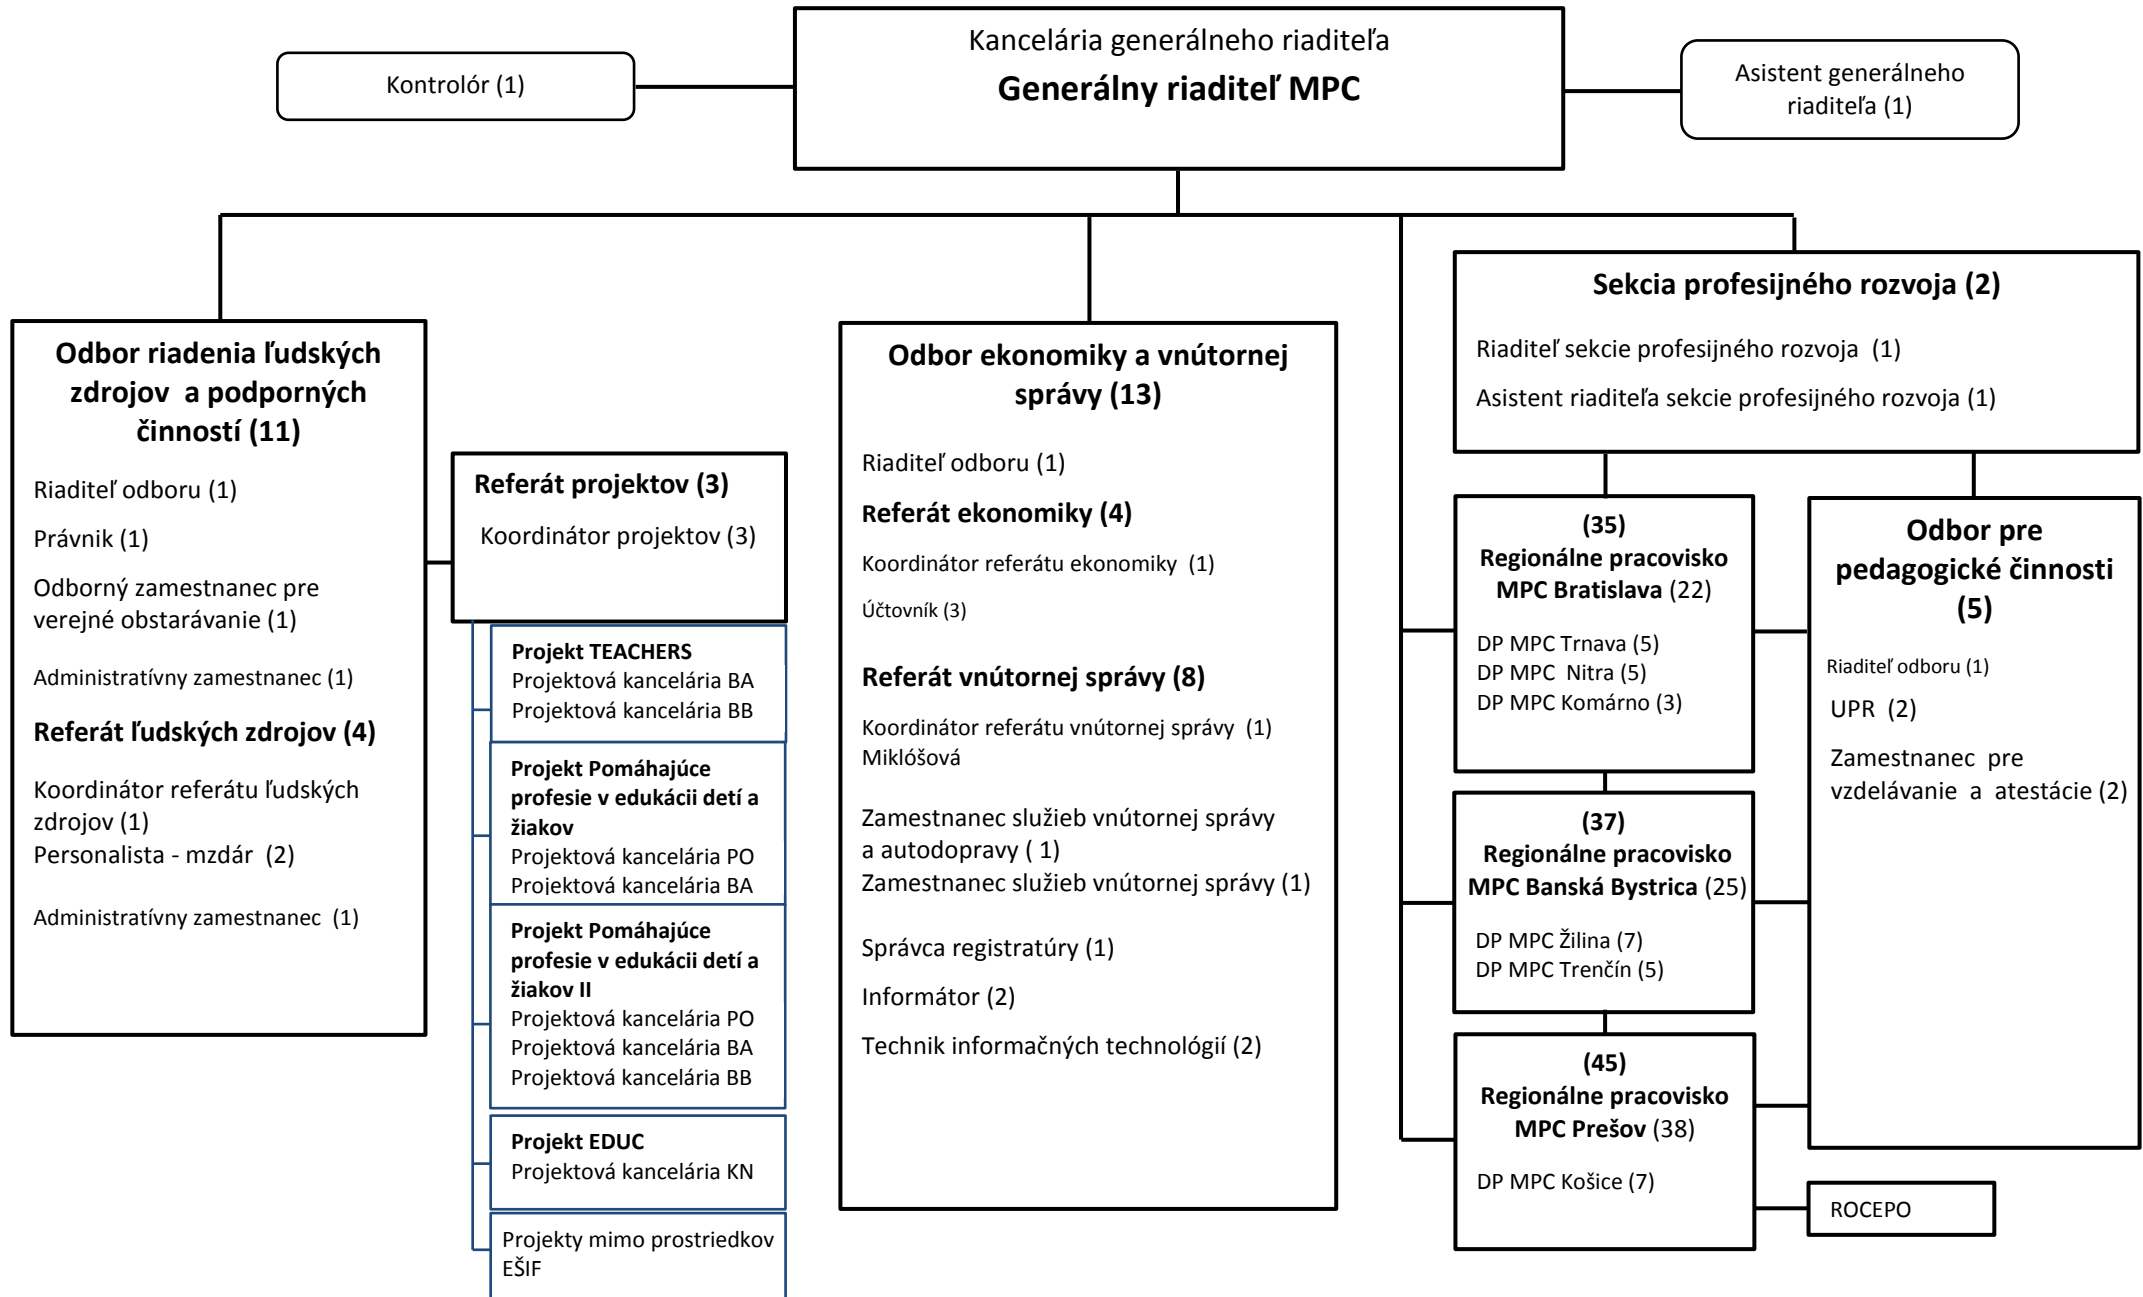 Kancelária generálneho riaditeľa
Generálny riaditeľ MPC
Kontrolór (1)
Asistent generálneho
riaditeľa (1)
Odbor riadenia ľudských
zdrojov a podporných
činností (11)
Riaditeľ odboru (1)
Právnik (1)
Odborný zamestnanec pre
verejné obstarávanie (1)
Administratívny zamestnanec (1)
Referát ľudských zdrojov (4)
Koordinátor referátu ľudských
zdrojov (1)
Personalista - mzdár (2)
Administratívny zamestnanec (1)
Referát projektov (3)
Koordinátor projektov (3)
Projekt TEACHERS
Projektová kancelária BA
Projektová kancelária BB
Projekt Pomáhajúce
profesie v edukácii detí a
žiakov
Projektová kancelária PO
Projektová kancelária BA
Projekt Pomáhajúce
profesie v edukácii detí a
žiakov II
Projektová kancelária PO
Projektová kancelária BA
Projektová kancelária BB
Projekt EDUC
Projektová kancelária KN
Projekty mimo prostriedkov
EŠIF
Odbor ekonomiky a vnútornej
správy (13)
Riaditeľ odboru (1)
Referát ekonomiky (4)
Koordinátor referátu ekonomiky (1)
Účtovník (3)
Referát vnútornej správy (8)
Koordinátor referátu vnútornej správy (1)
Miklóšová
Zamestnanec služieb vnútornej správy
a autodopravy ( 1)
Zamestnanec služieb vnútornej správy (1)
Správca registratúry (1)
Informátor (2)
Technik informačných technológií (2)
Sekcia profesijného rozvoja (2)
Riaditeľ sekcie profesijného rozvoja (1)
Asistent riaditeľa sekcie profesijného rozvoja (1)
(35)
Regionálne pracovisko
MPC Bratislava (22)
DP MPC Trnava (5)
DP MPC Nitra (5)
DP MPC Komárno (3)
(37)
Regionálne pracovisko
MPC Banská Bystrica (25)
DP MPC Žilina (7)
DP MPC Trenčín (5)
(45)
Regionálne pracovisko
MPC Prešov (38)
DP MPC Košice (7)
Odbor pre
pedagogické činnosti
(5)
Riaditeľ odboru (1)
UPR (2)
Zamestnanec pre
vzdelávanie a atestácie (2)
ROCEPO